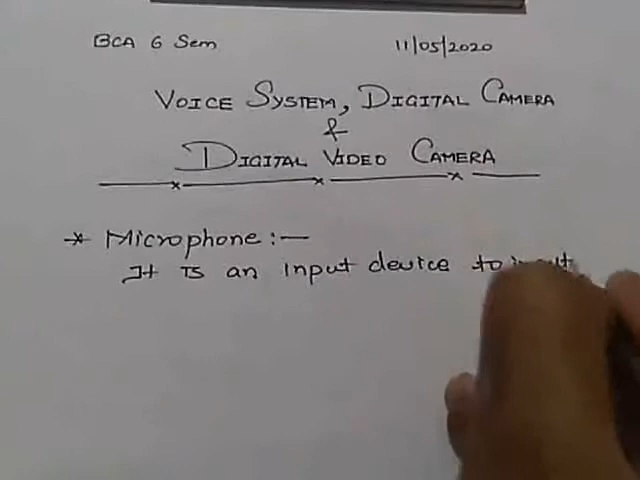 BCA 6 Sem
11/05/2020
VOICE SYSTEM, DIGITAL CAMERA
&
DIGITAL VIDEO CAMERA
* Microphone :—
It is an input device to input